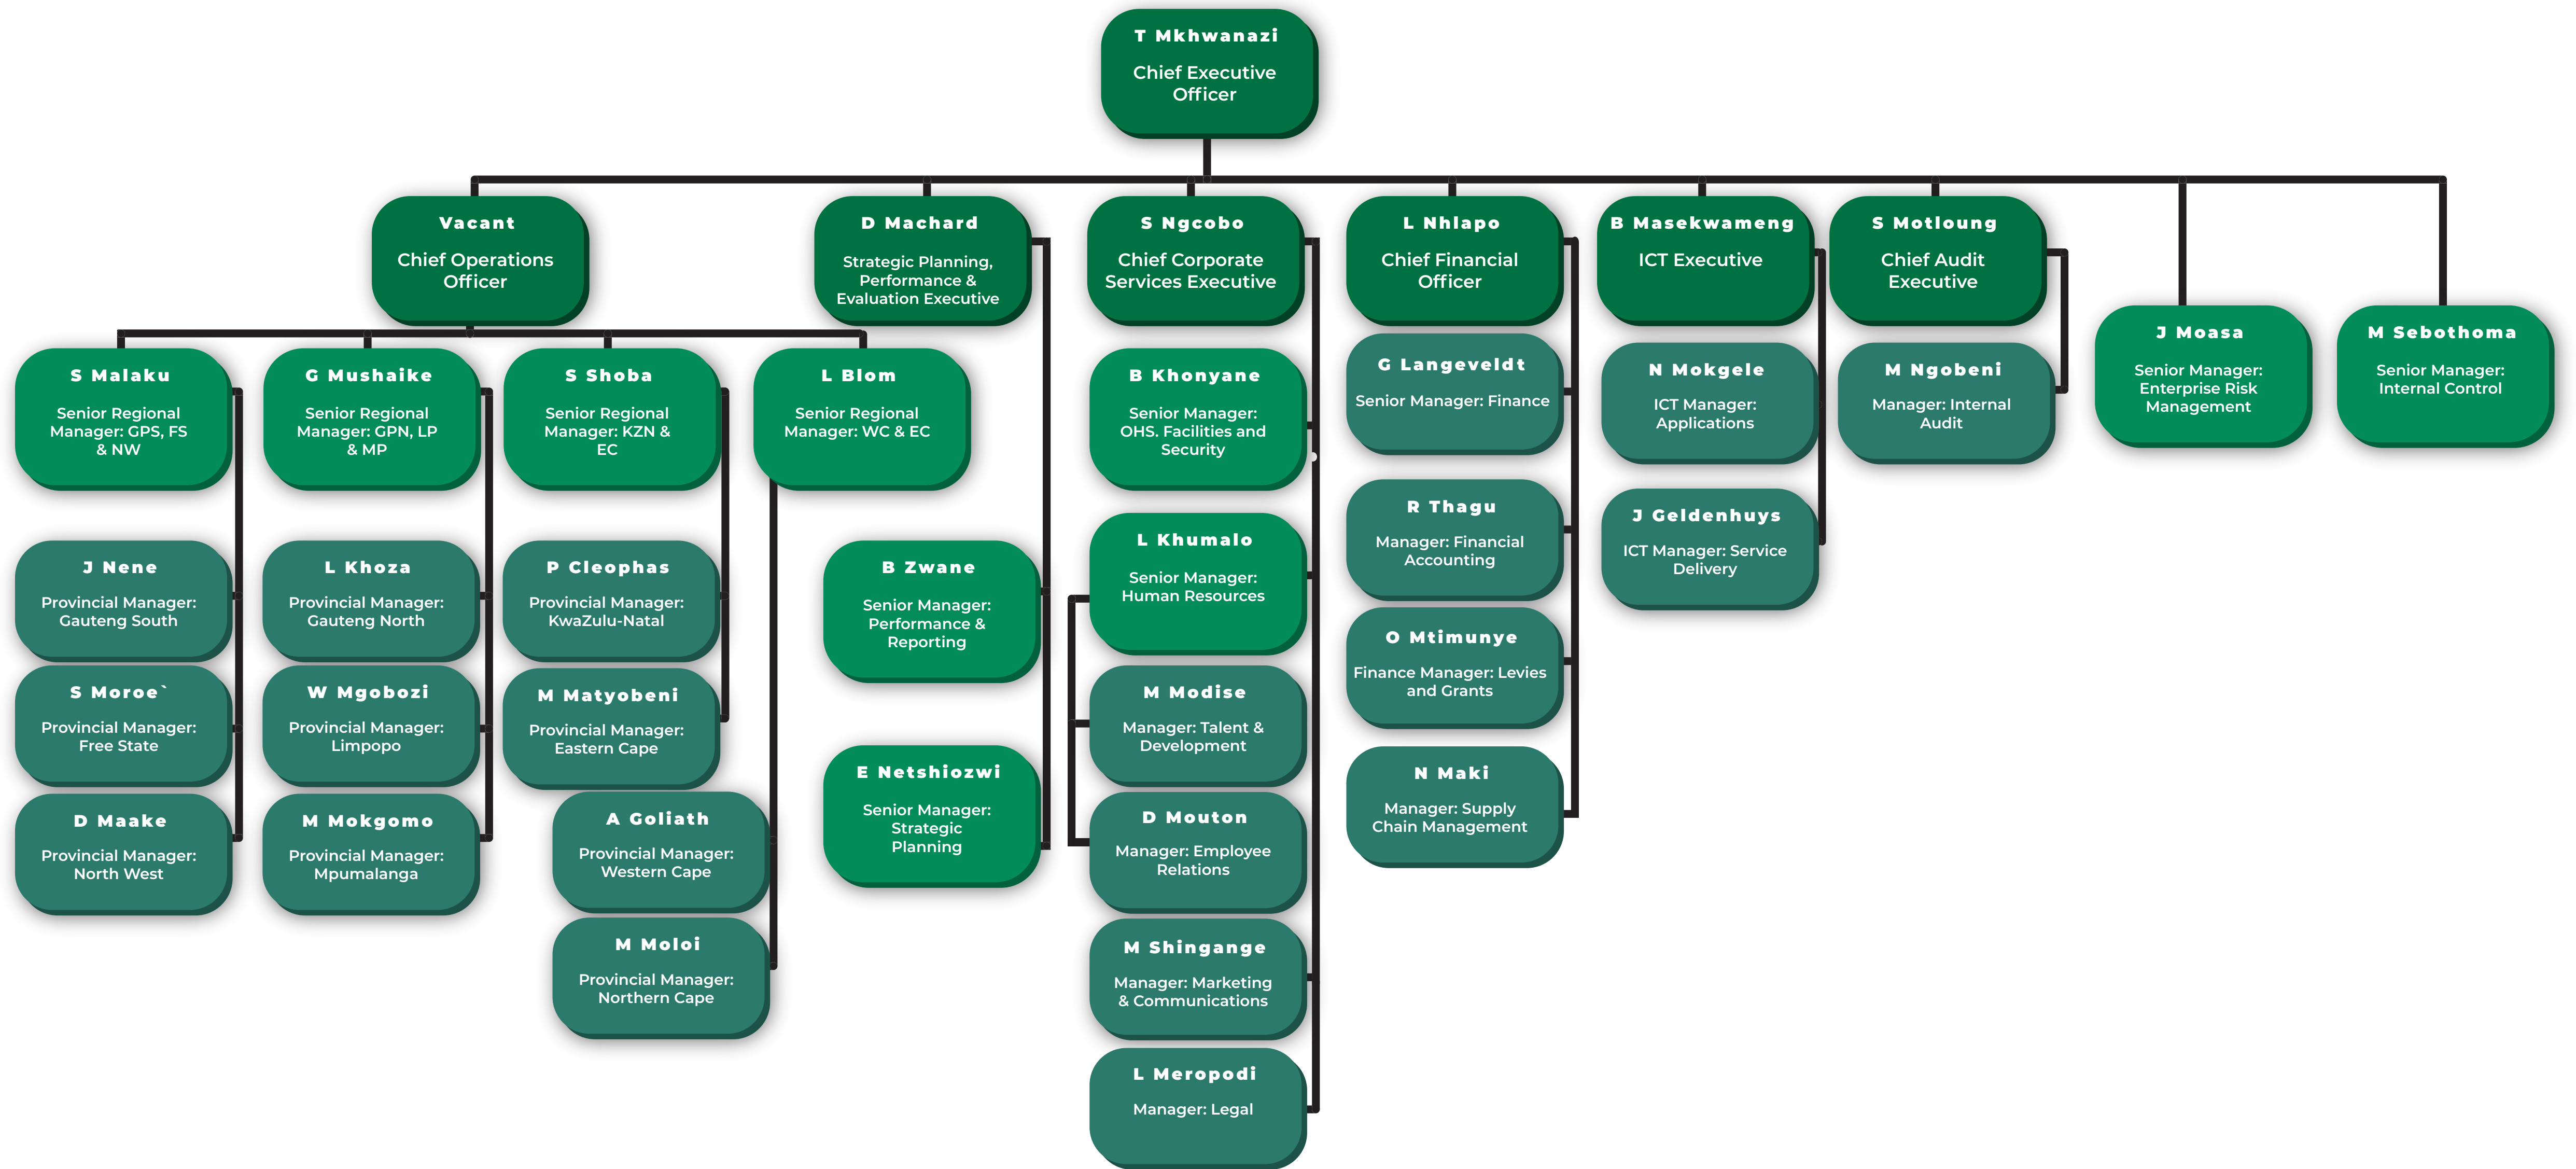 T Mkhwanazi
Chief Executive
Officer
Vacant
Chief Operations
Officer
D Machard
Strategic Planning,
Performance &
Evaluation Executive
S Ngcobo
Chief Corporate
Services Executive
L Nhlapo
Chief Financial
Officer
B Masekwameng
ICT Executive
S Motloung
Chief Audit
Executive
J Moasa
Senior Manager:
Enterprise Risk
Management
M Sebothoma
Senior Manager:
Internal Control
S Malaku
Senior Regional
Manager: GPS, FS
& NW
G Mushaike
Senior Regional
Manager: GPN, LP
& MP
S Shoba
Senior Regional
Manager: KZN &
EC
L Blom
Senior Regional
Manager: WC & EC
B Khonyane
Senior Manager:
OHS. Facilities and
Security
G Langeveldt
Senior Manager: Finance
N Mokgele
ICT Manager:
Applications
M Ngobeni
Manager: Internal
Audit
J Nene
Provincial Manager:
Gauteng South
L Khoza
Provincial Manager:
Gauteng North
P Cleophas
Provincial Manager:
KwaZulu-Natal
B Zwane
Senior Manager:
Performance &
Reporting
L Khumalo
Senior Manager:
Human Resources
R Thagu
Manager: Financial
Accounting
J Geldenhuys
ICT Manager: Service
Delivery
S Moroe`
Provincial Manager:
Free State
W Mgobozi
Provincial Manager:
Limpopo
M Matyobeni
Provincial Manager:
Eastern Cape
M Modise
Manager: Talent &
Development
O Mtimunye
Finance Manager: Levies
and Grants
D Maake
Provincial Manager:
North West
M Mokgomo
Provincial Manager:
Mpumalanga
A Goliath
Provincial Manager:
Western Cape
E Netshiozwi
Senior Manager:
Strategic
Planning
D Mouton
Manager: Employee
Relations
N Maki
Manager: Supply
Chain Management
M Moloi
Provincial Manager:
Northern Cape
M Shingange
Manager: Marketing
& Communications
L Meropodi
Manager: Legal